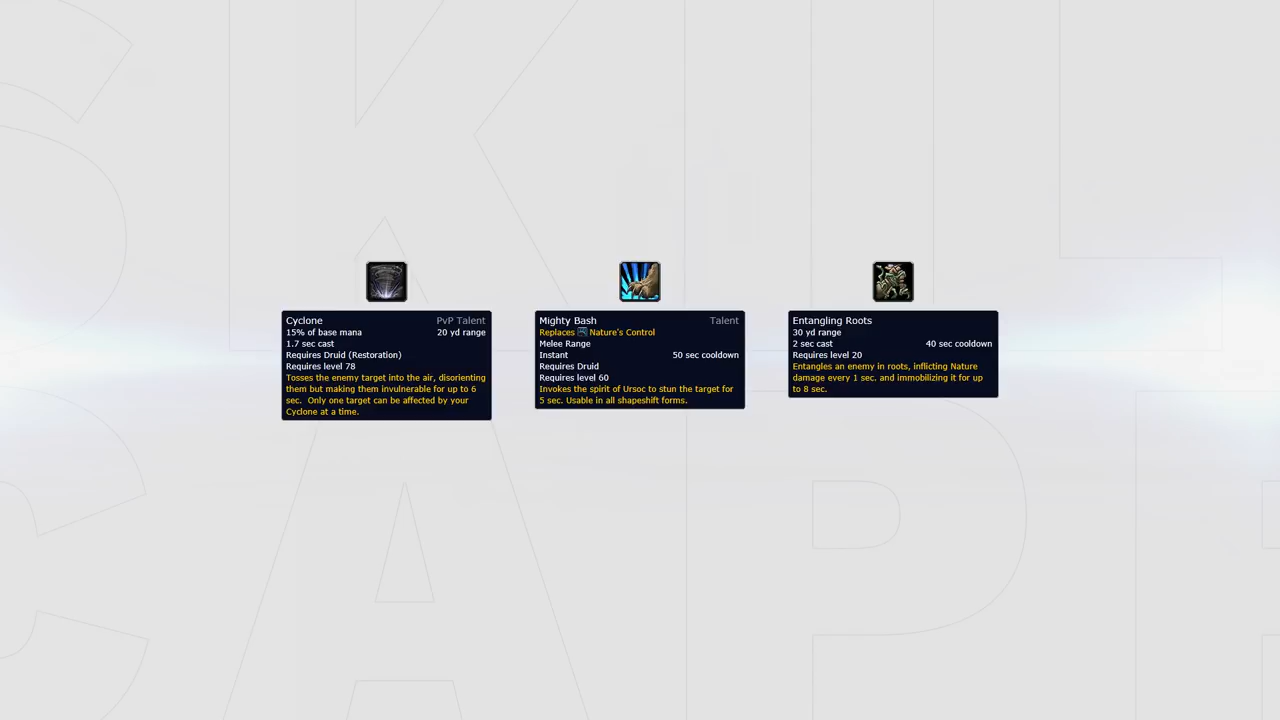 SKILL
CAPE
Cyclone PvP Talent
15% of base mana 20 yd range
1.7 sec cast
Requires Druid (Restoration)
Requires level 78
Tosses the enemy target into the air, disorienting
them but making them invulnerable for up to 6
sec. Only one target can be affected by your
Cyclone at a time.
Mighty Bash Talent
Replaces Nature's Control
Melee Range
Instant 50 sec cooldown
Requires Druid
Requires level 60
Invokes the spirit of Ursoc to stun the target for
5 sec. Usable in all shapeshift forms.
Entangling Roots
30 yd range
2 sec cast 40 sec cooldown
Requires level 20
Entangles an enemy in roots, inflicting Nature
damage every 1 sec. and immobilizing it for up
to 8 sec.